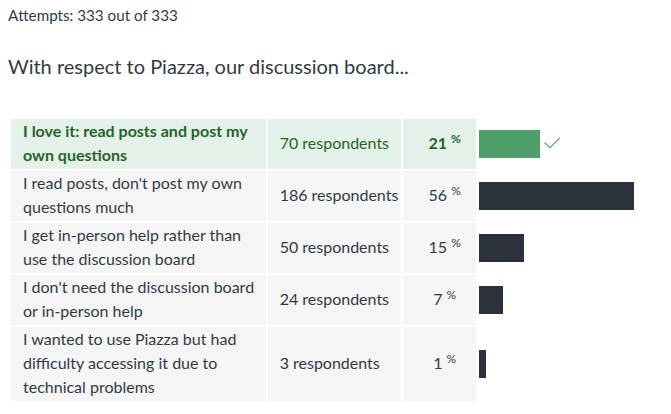 Attempts: 333 out of 333
With respect to Piazza, our discussion board...
I love it: read posts and post my
own questions
70 respondents
21 %
I read posts, don't post my own
questions much
186 respondents
56 %
I get in-person help rather than
use the discussion board
50 respondents
15 %
I don't need the discussion board
or in-person help
24 respondents
7 %
I wanted to use Piazza but had
difficulty accessing it due to
technical problems
3 respondents
1 %